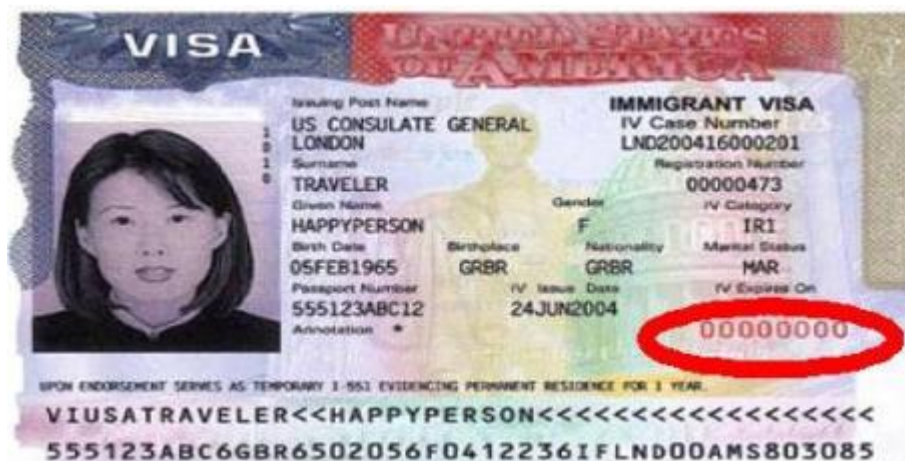 VISA
UNITED STATES
OF AMERICA
Issuing Post Name
IMMIGRANT VISA
US CONSULATE GENERAL
LONDON
IV Case Number
LND200416000201
Surname
Registration Number
TRAVELER
00000473
Given Name
Gender
IV Category
HAPPYPERSON
F
IR1
Birth Date
Birthplace
Nationality
Marital Status
05FEB1965
GRBR
GRBR
MAR
Passport Number
IV Issue Date
IV Expires On
555123ABC12
24JUN2004
Annotation *
00000000
UPON ENDORSEMENT SERVES AS TEMPORARY I-551 EVIDENCING PERMANENT RESIDENCE FOR 1 YEAR.
VIUSATRAVELER<<HAPPYPERSON<<<<<<<<<<<<<<<<<<
555123ABC6GBR6502056F0412236IFLND00AMS803085